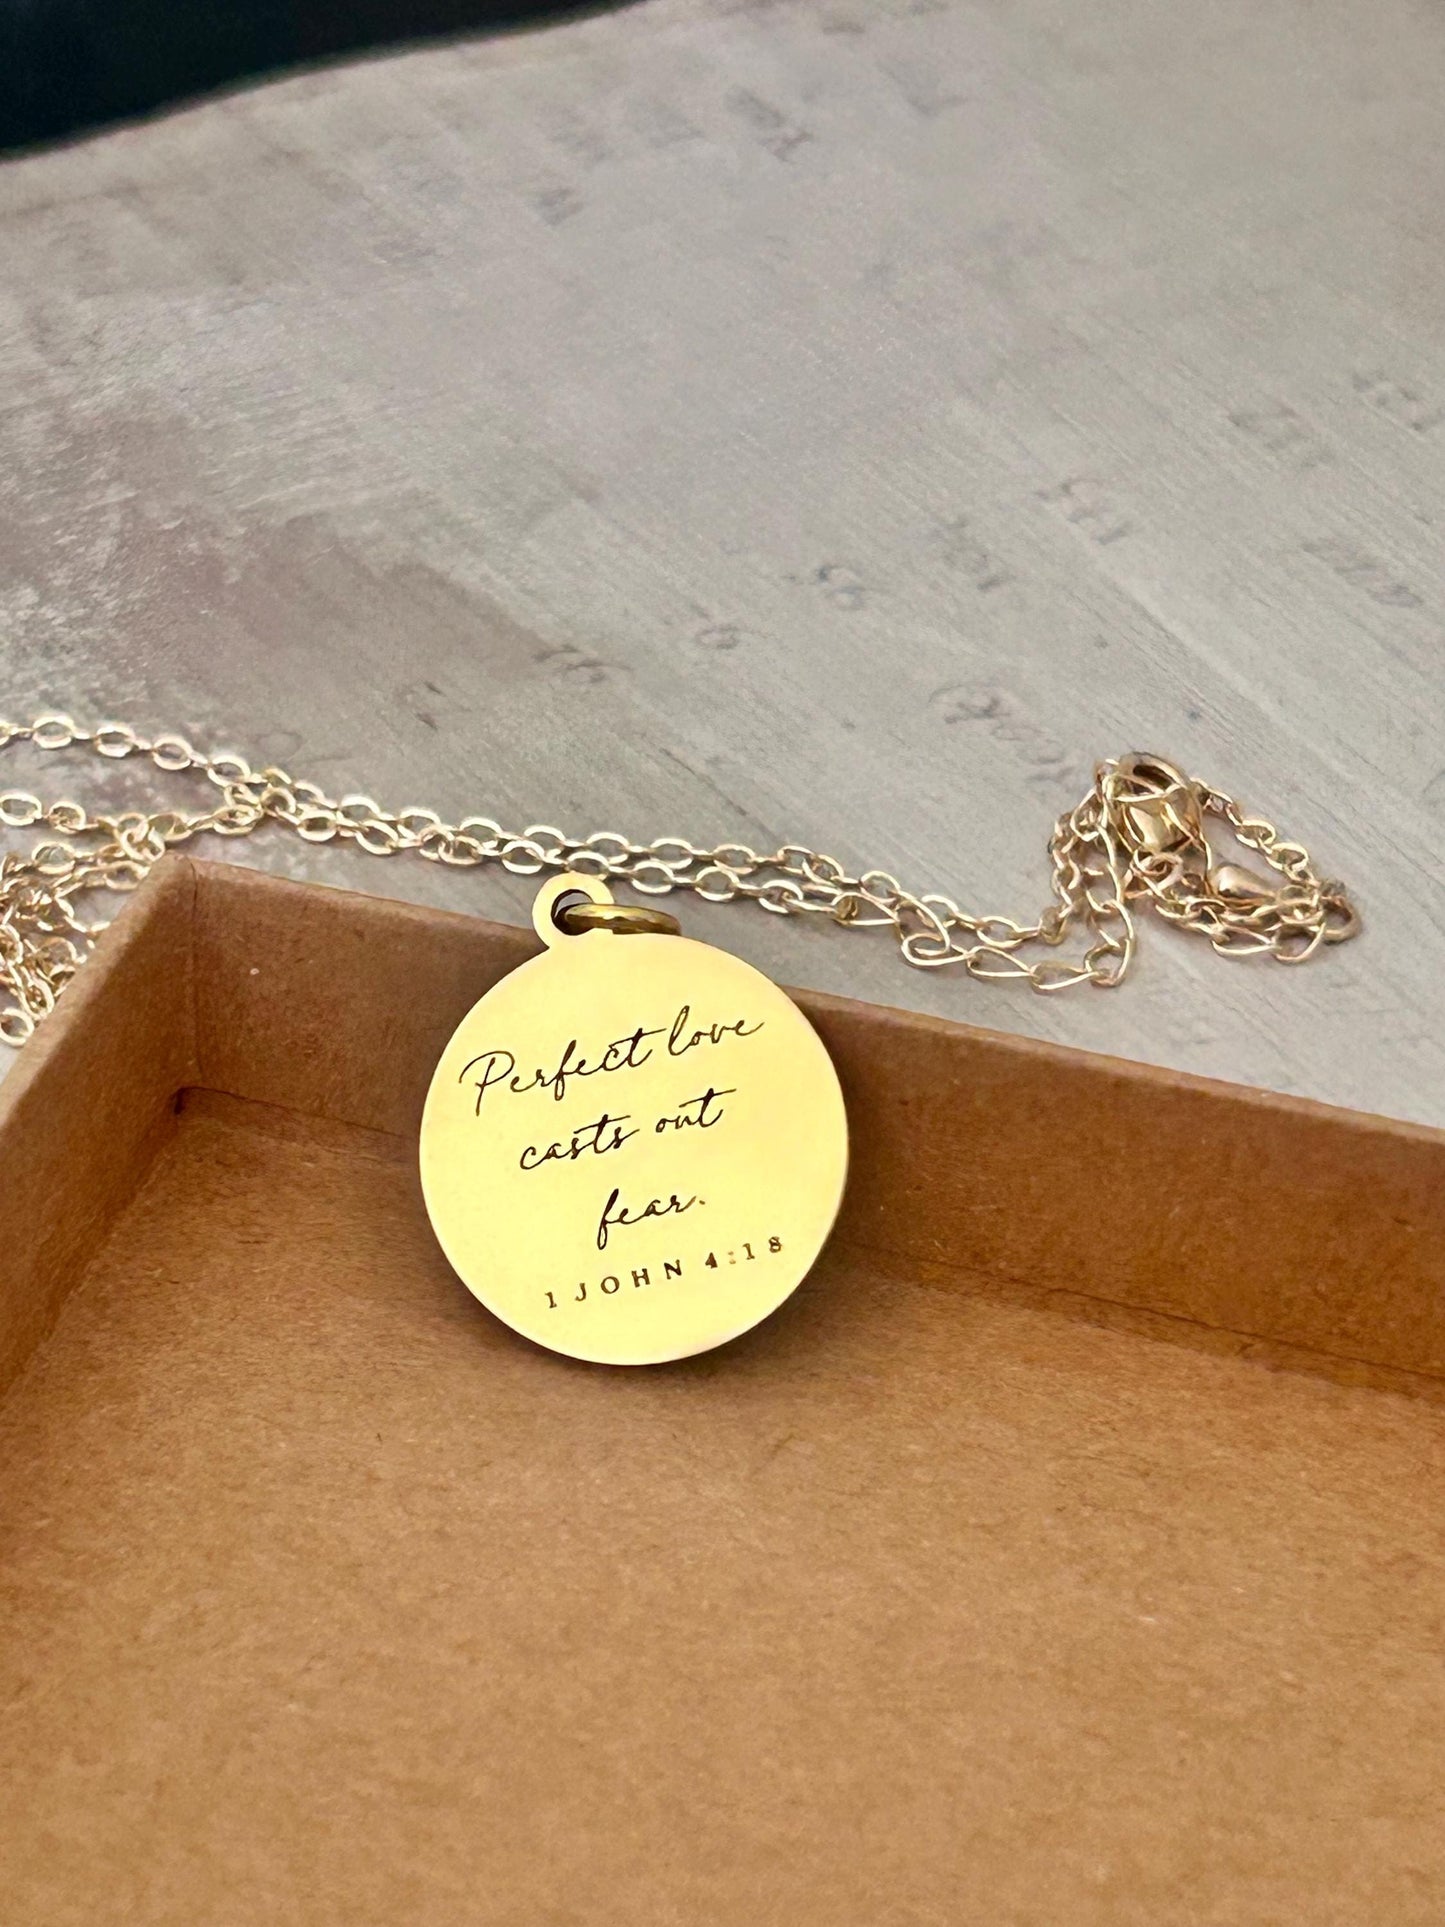 Perfect love
casts out
fear.
1 JOHN 4:18